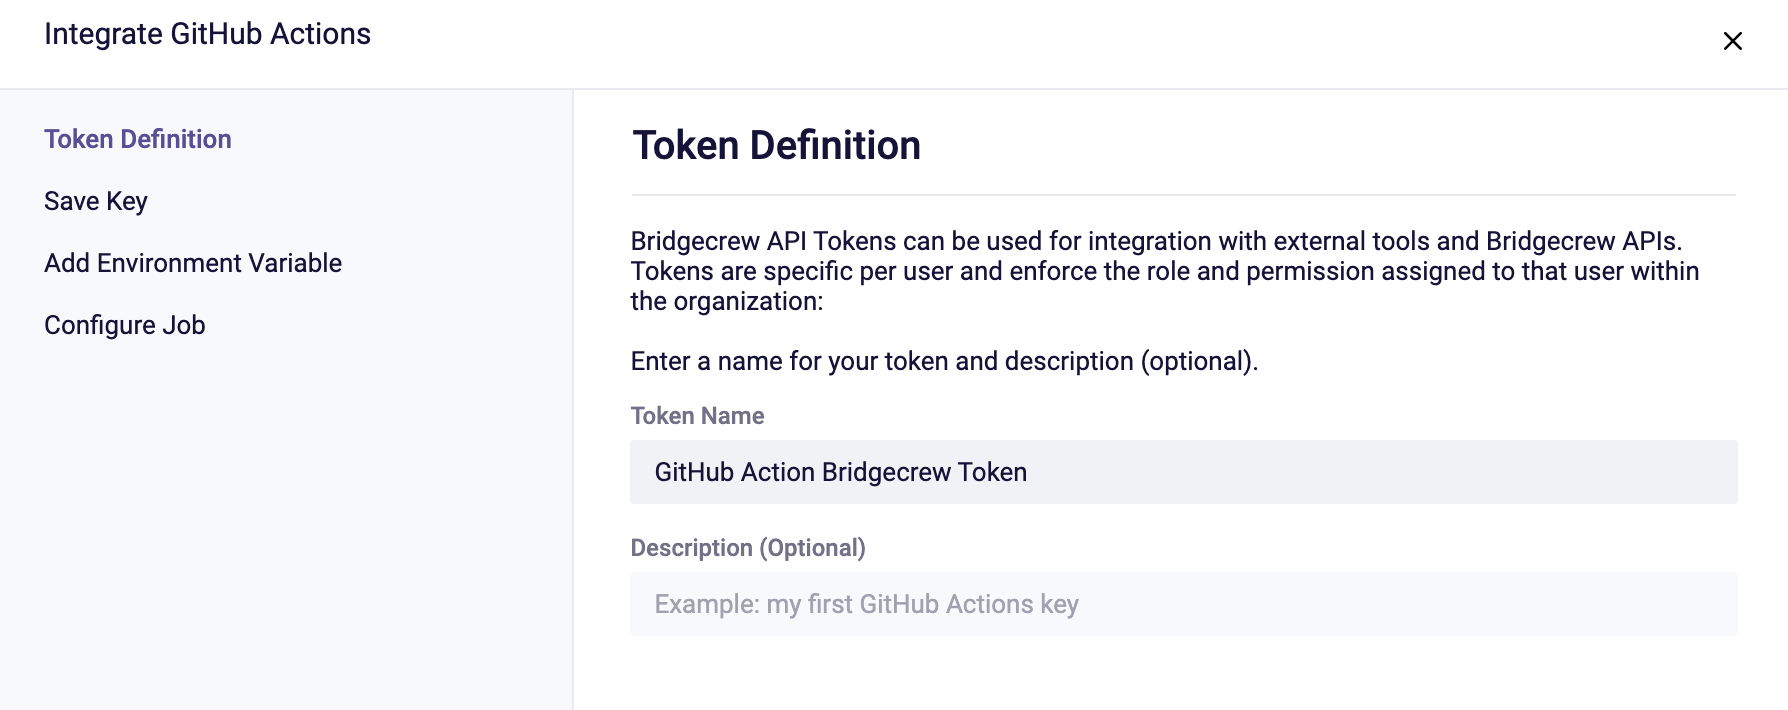 Integrate GitHub Actions
Token Definition
Save Key
Add Environment Variable
Configure Job
Token Definition
Bridgecrew API Tokens can be used for integration with external tools and Bridgecrew APIs.
Tokens are specific per user and enforce the role and permission assigned to that user within
the organization:
Enter a name for your token and description (optional).
Token Name
GitHub Action Bridgecrew Token
Description (Optional)
Example: my first GitHub Actions key